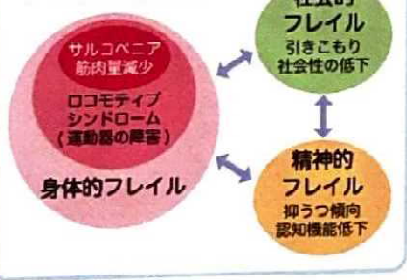 サルコペニア
筋肉量減少
ロコモティブ
シンドローム
(運動器の障害)
身体的フレイル
社会的
フレイル
引きこもり
社会性の低下
精神的
フレイル
抑うつ傾向
認知機能低下